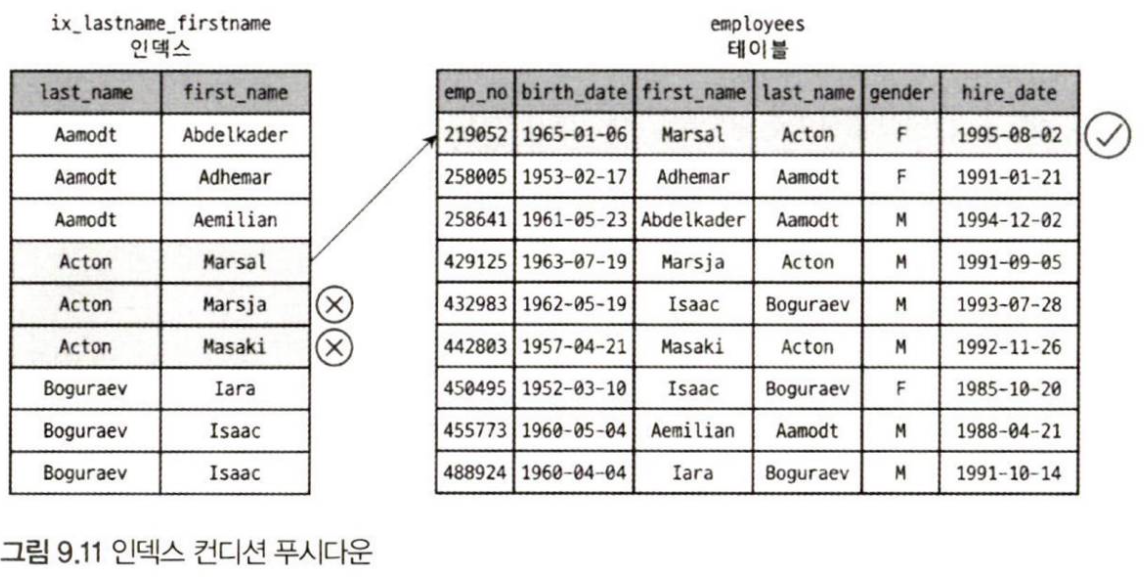 ix_lastname_firstname
인덱스
last_name first_name
Aamodt Abdelkader
Aamodt Adhemar
Aamodt Aemilian
Acton Marsal
Acton Marsja
Acton Masaki
Boguraev Iara
Boguraev Isaac
Boguraev Isaac
employees
테이블
emp_no birth_date first_name last_name gender hire_date
219052 1965-01-06 Marsal Acton F 1995-08-02
258005 1953-02-17 Adhemar Aamodt F 1991-01-21
258641 1961-05-23 Abdelkader Aamodt M 1994-12-02
429125 1963-07-19 Marsja Acton M 1991-09-05
432983 1962-05-19 Isaac Boguraev M 1993-07-28
442803 1957-04-21 Masaki Acton M 1992-11-26
450495 1952-03-10 Isaac Boguraev F 1985-10-20
455773 1960-05-04 Aemilian Aamodt M 1988-04-21
488924 1960-04-04 Iara Boguraev M 1991-10-14
그림 9.11 인덱스 컨디션 푸시다운